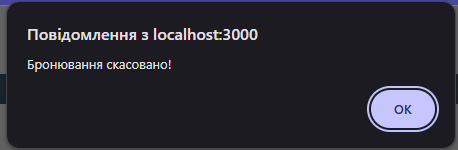 Повідомлення з localhost:3000
Бронювання скасовано!
OK